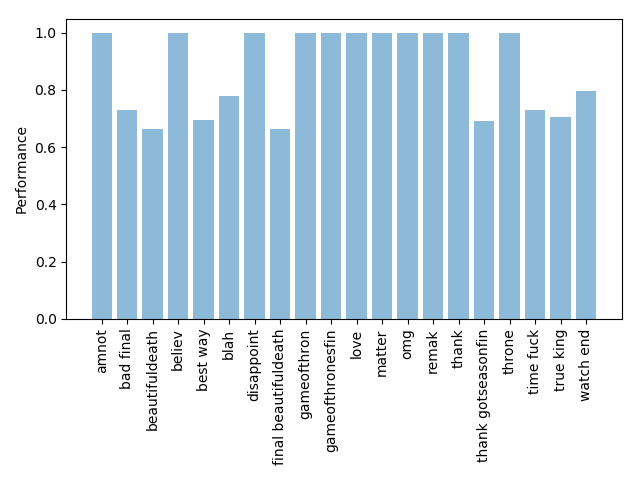 Performance
1.0
0.8
0.6
0.4
0.2
0.0
amnot
bad final
beautifuldeath
believ
best way
blah
disappoint
final beautifuldeath
gameofthron
gameofthronesfin
love
matter
omg
remak
thank
thank gotseasonfin
throne
time fuck
true king
watch end